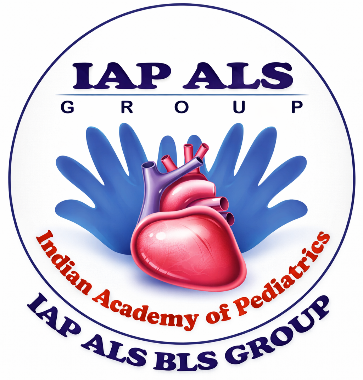 IAP ALS
GROUP
Indian Academy of Pediatrics
IAP ALS BLS GROUP